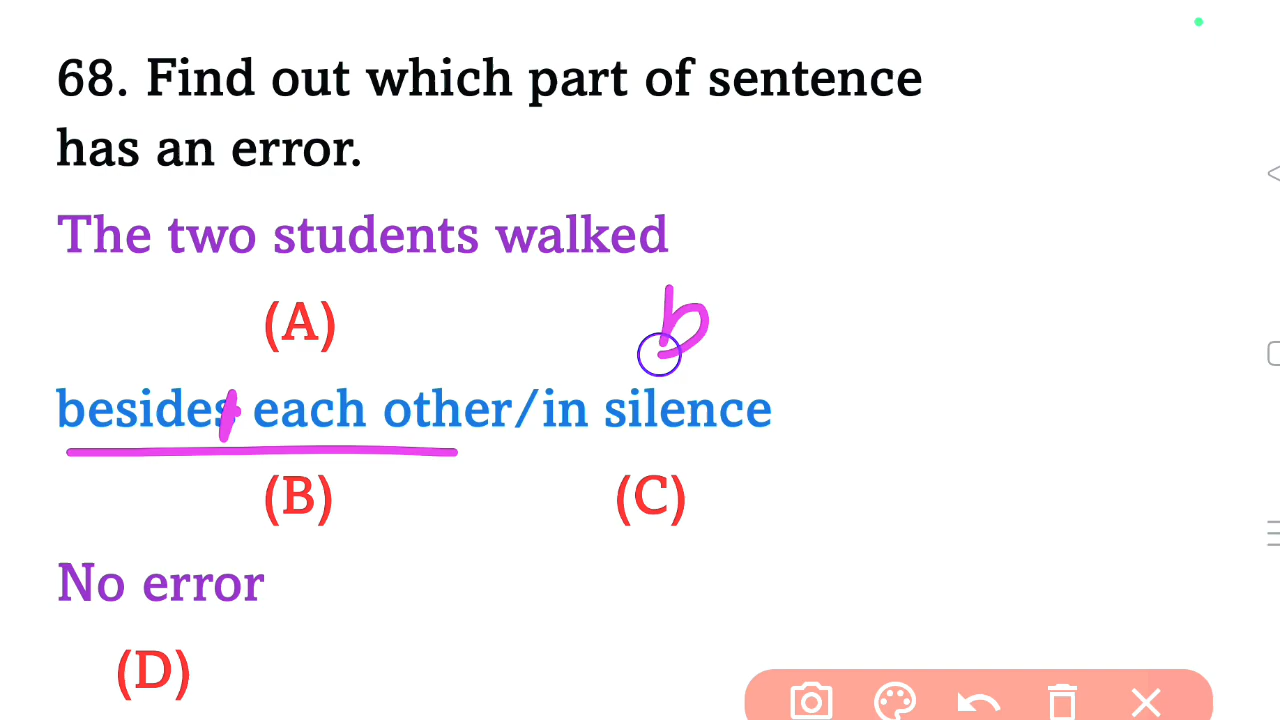 68. Find out which part of sentence
has an error.
The two students walked
(A)
b
besides each other/in silence
(B) (C)
No error
(D)